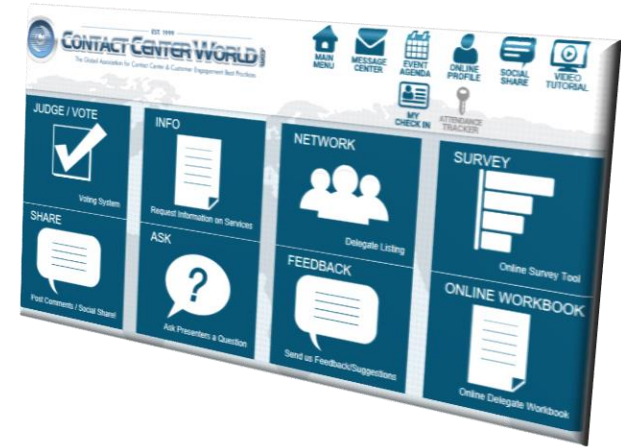 EST. 1999
CONTACT CENTER WORLD
The Global Association for Contact Center & Customer Engagement Best Practices
MAIN
MENU
MESSAGE
CENTER
EVENT
AGENDA
ONLINE
PROFILE
SOCIAL
SHARE
VIDEO
TUTORIAL
MY
CHECK IN
ATTENDANCE
TRACKER
JUDGE / VOTE
Voting System
INFO
Request Information on Services
NETWORK
Delegate Listing
SURVEY
Online Survey Tool
SHARE
Post Comments / Social Share!
ASK
?
Ask Presenters a Question
FEEDBACK
Send us Feedback/Suggestions
ONLINE WORKBOOK
Online Delegate Workbook